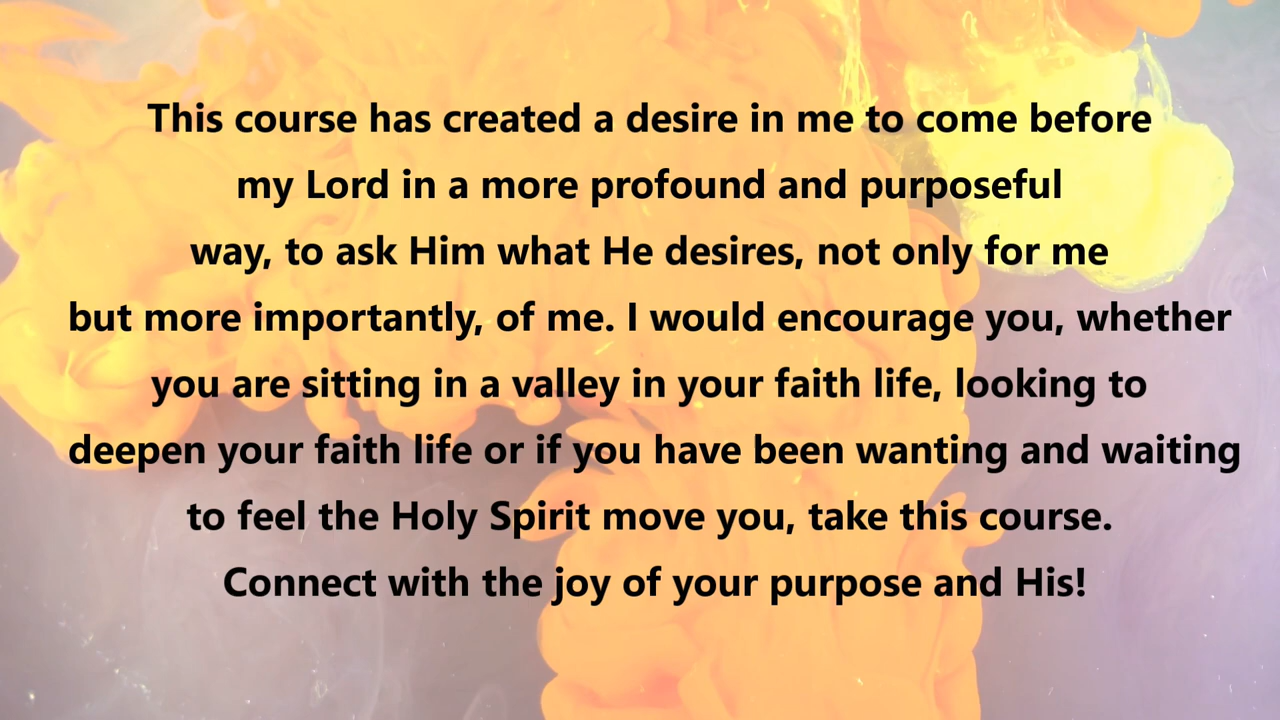 This course has created a desire in me to come before
my Lord in a more profound and purposeful
way, to ask Him what He desires, not only for me
but more importantly, of me. I would encourage you, whether
you are sitting in a valley in your faith life, looking to
deepen your faith life or if you have been wanting and waiting
to feel the Holy Spirit move you, take this course.
Connect with the joy of your purpose and His!